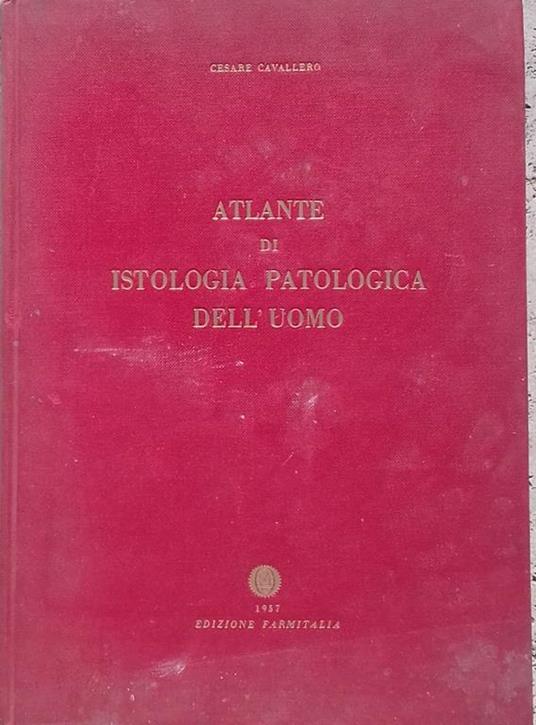 CESARE CAVALLERO
ATLANTE
DI
ISTOLOGIA PATOLOGICA
DELL'UOMO
1957
EDIZIONE FARMITALIA